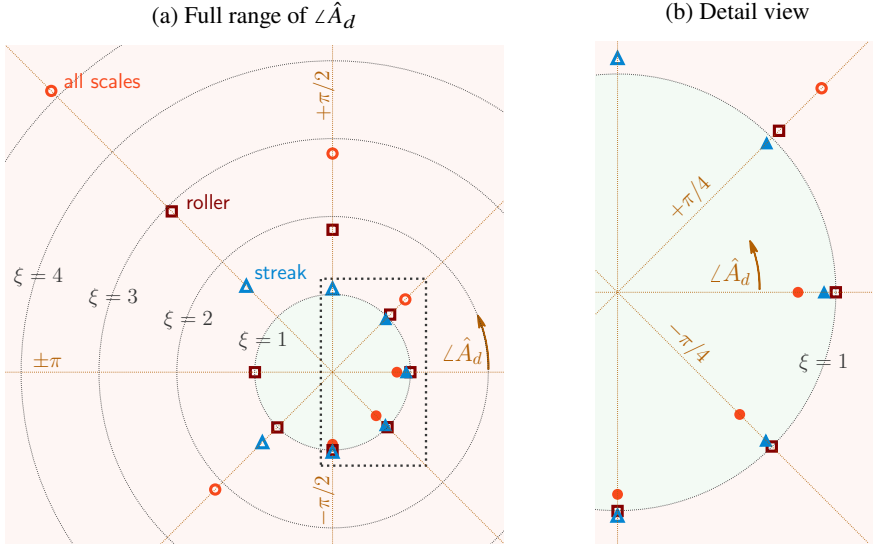 (a) Full range of ∠Â_d
(b) Detail view
all scales
+π/2
roller
streak
ξ = 4
ξ = 3
ξ = 2
ξ = 1
±π
∠Â_d
−π/2
+π/4
∠Â_d
−π/4
ξ = 1